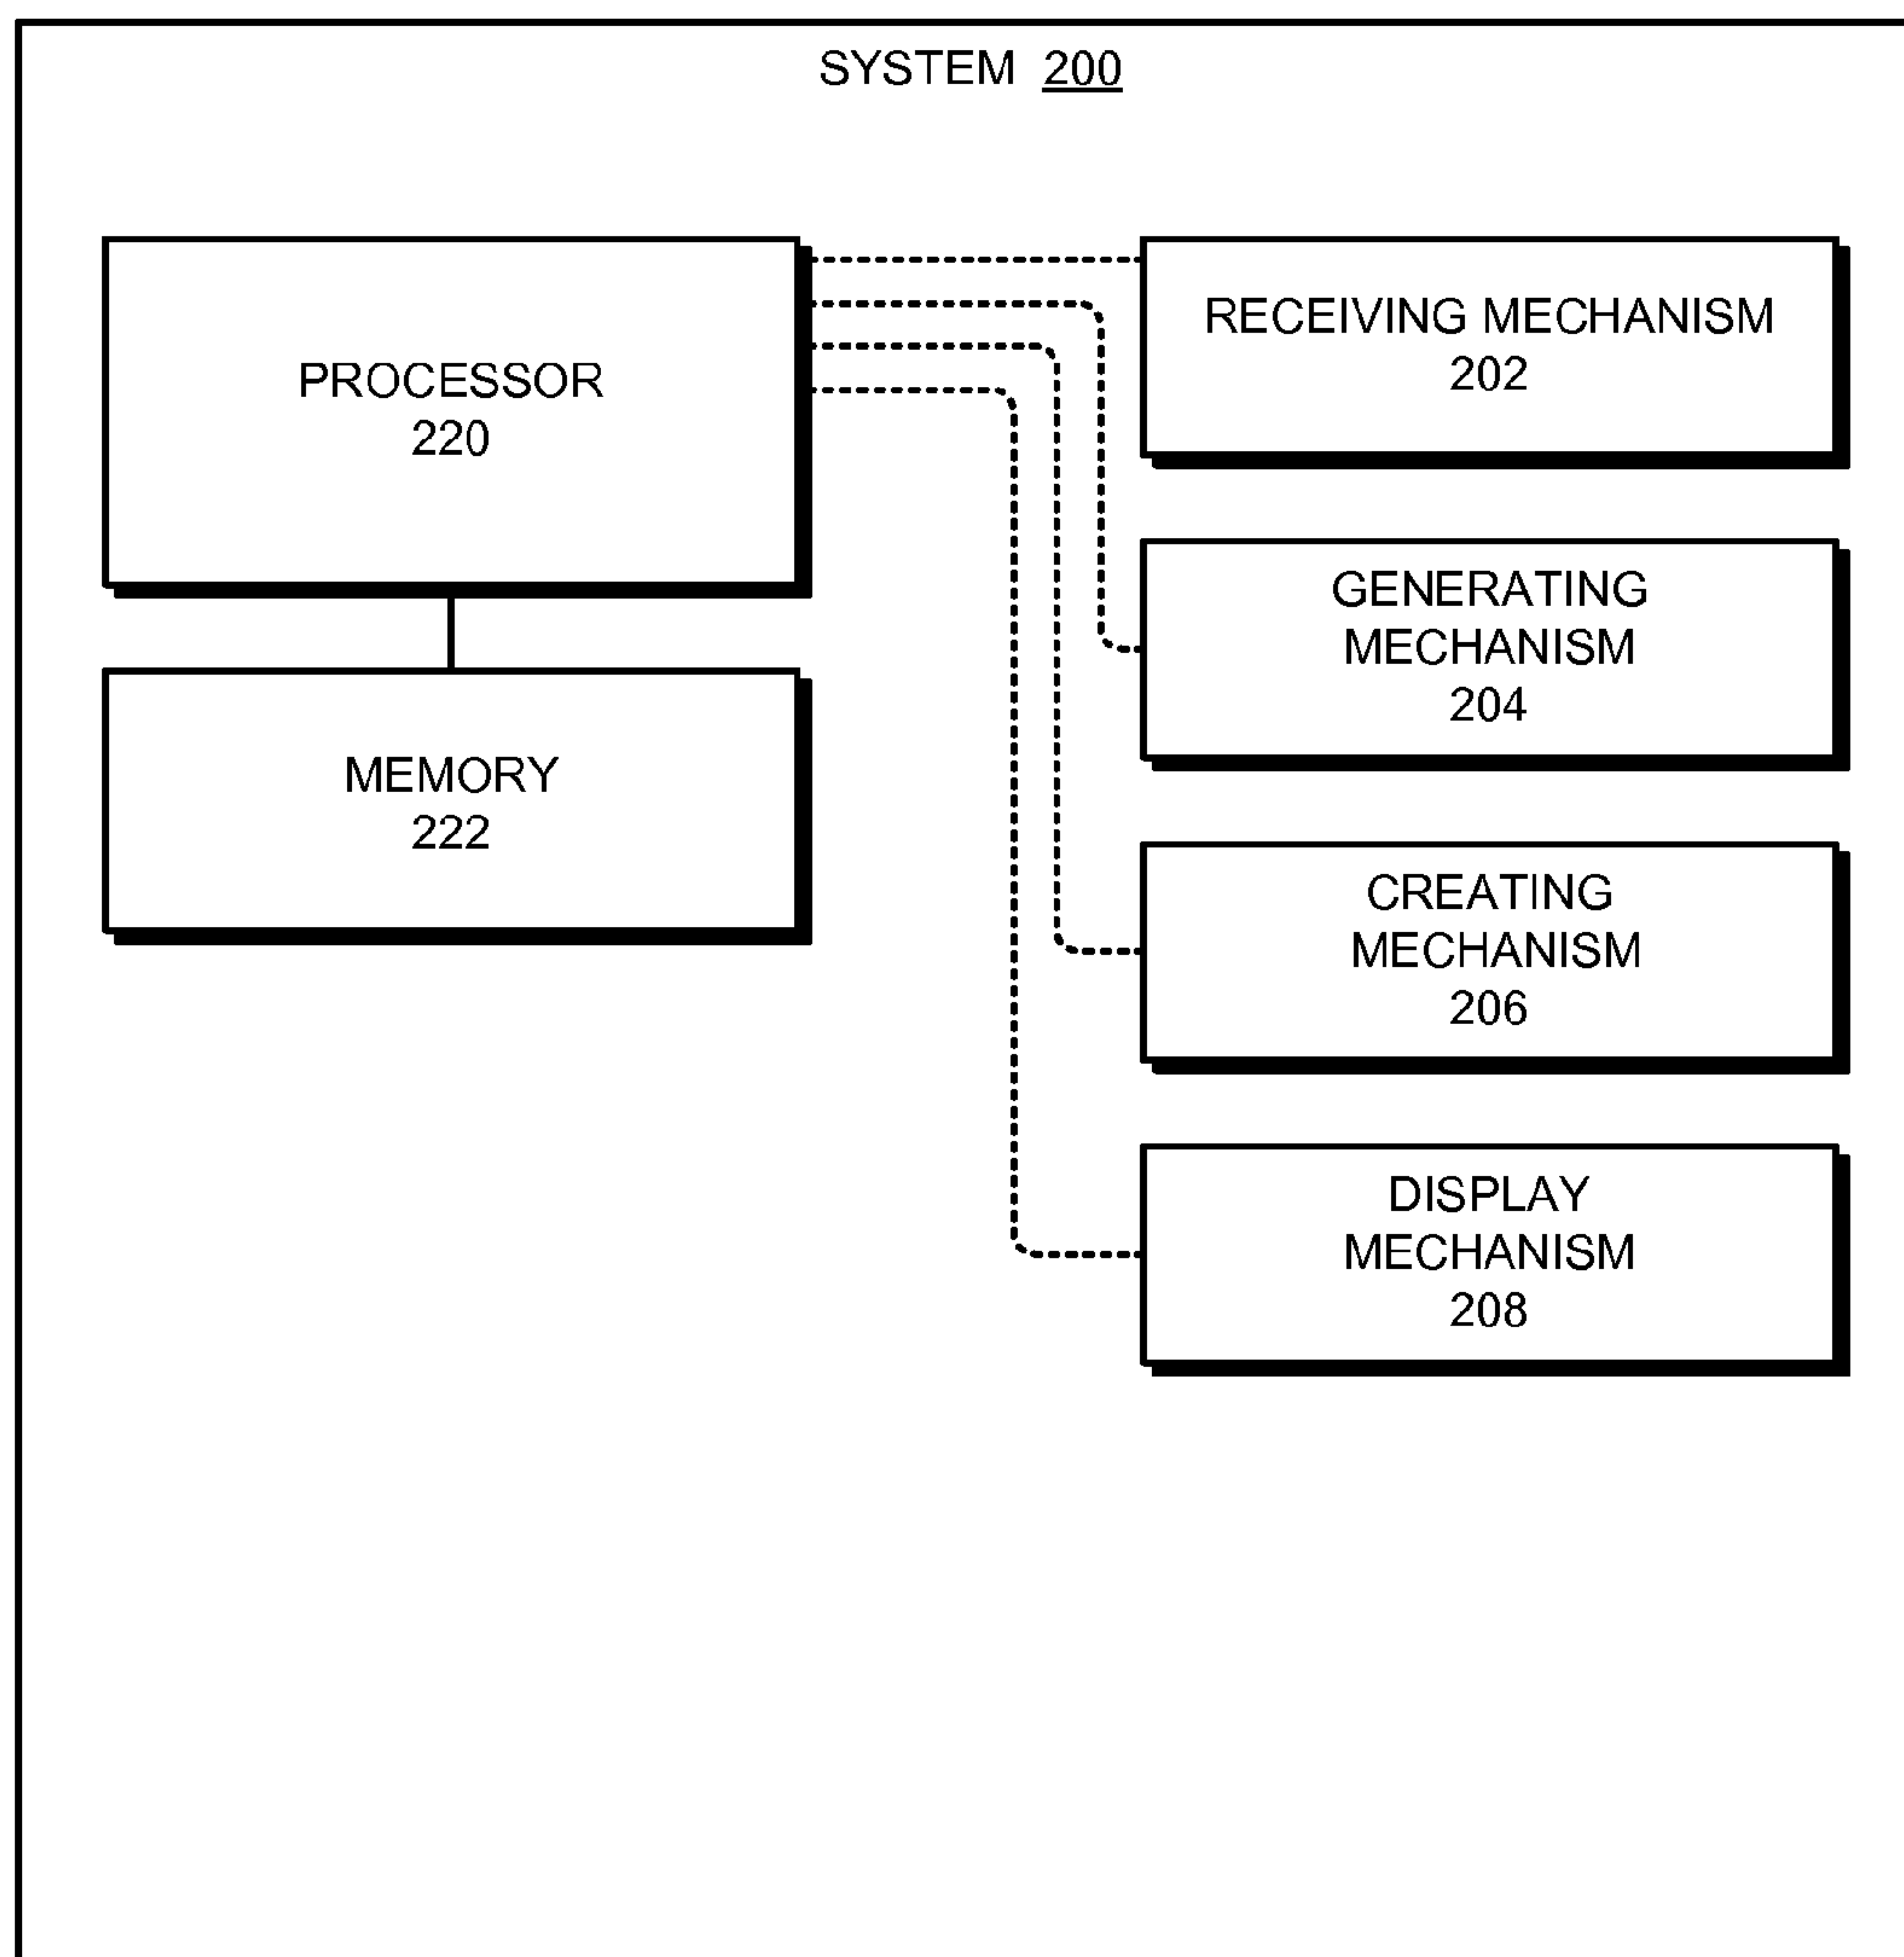 SYSTEM 200
PROCESSOR
220
MEMORY
222
RECEIVING MECHANISM
202
GENERATING
MECHANISM
204
CREATING
MECHANISM
206
DISPLAY
MECHANISM
208